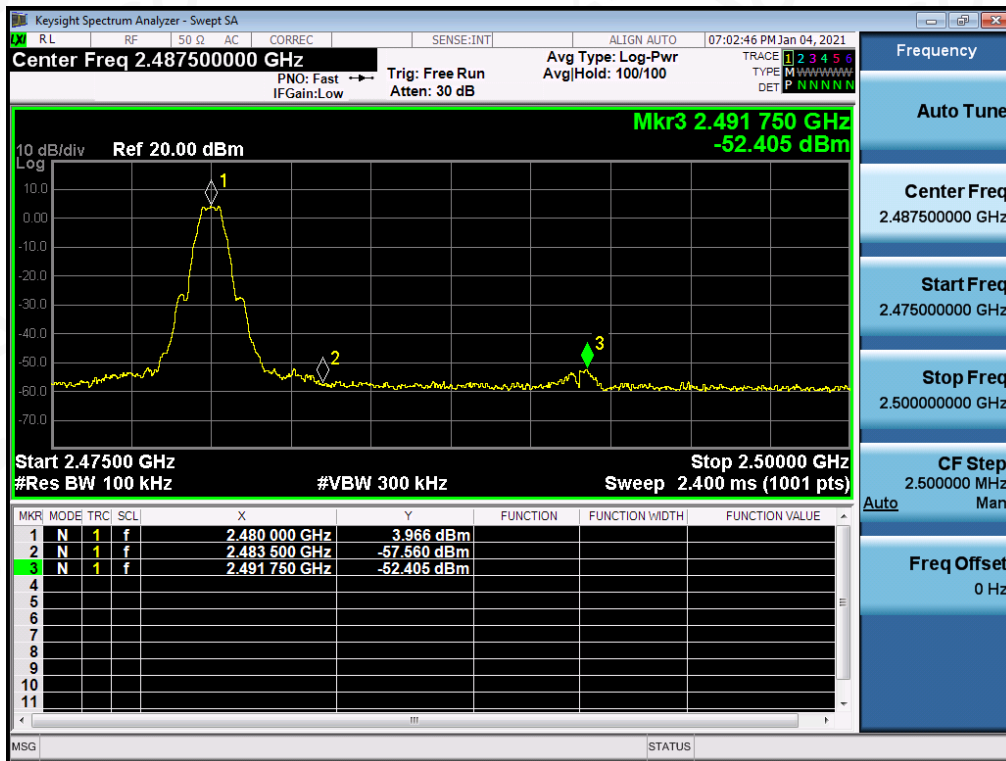 Keysight Spectrum Analyzer - Swept SA
LXI RL RF 50 Ω AC CORREC SENSE:INT ALIGN AUTO 07:02:46 PM Jan 04, 2021
Center Freq 2.487500000 GHz
PNO: Fast
IFGain:Low
Trig: Free Run
Atten: 30 dB
Avg Type: Log-Pwr
Avg|Hold: 100/100
TRACE 1 2 3 4 5 6
TYPE M WWWWW
DET P N N N N N
Mkr3 2.491 750 GHz
-52.405 dBm
10 dB/div Ref 20.00 dBm
Log
10.0
0.00
-10.0
-20.0
-30.0
-40.0
-50.0
-60.0
-70.0
1
2
3
Start 2.47500 GHz Stop 2.50000 GHz
#Res BW 100 kHz #VBW 300 kHz Sweep 2.400 ms (1001 pts)
MKR MODE TRC SCL X Y FUNCTION FUNCTION WIDTH FUNCTION VALUE
1 N 1 f 2.480 000 GHz 3.966 dBm
2 N 1 f 2.483 500 GHz -57.560 dBm
3 N 1 f 2.491 750 GHz -52.405 dBm
4
5
6
7
8
9
10
11
MSG STATUS
Frequency
Auto Tune
Center Freq
2.487500000 GHz
Start Freq
2.475000000 GHz
Stop Freq
2.500000000 GHz
CF Step
2.500000 MHz
Auto Man
Freq Offset
0 Hz